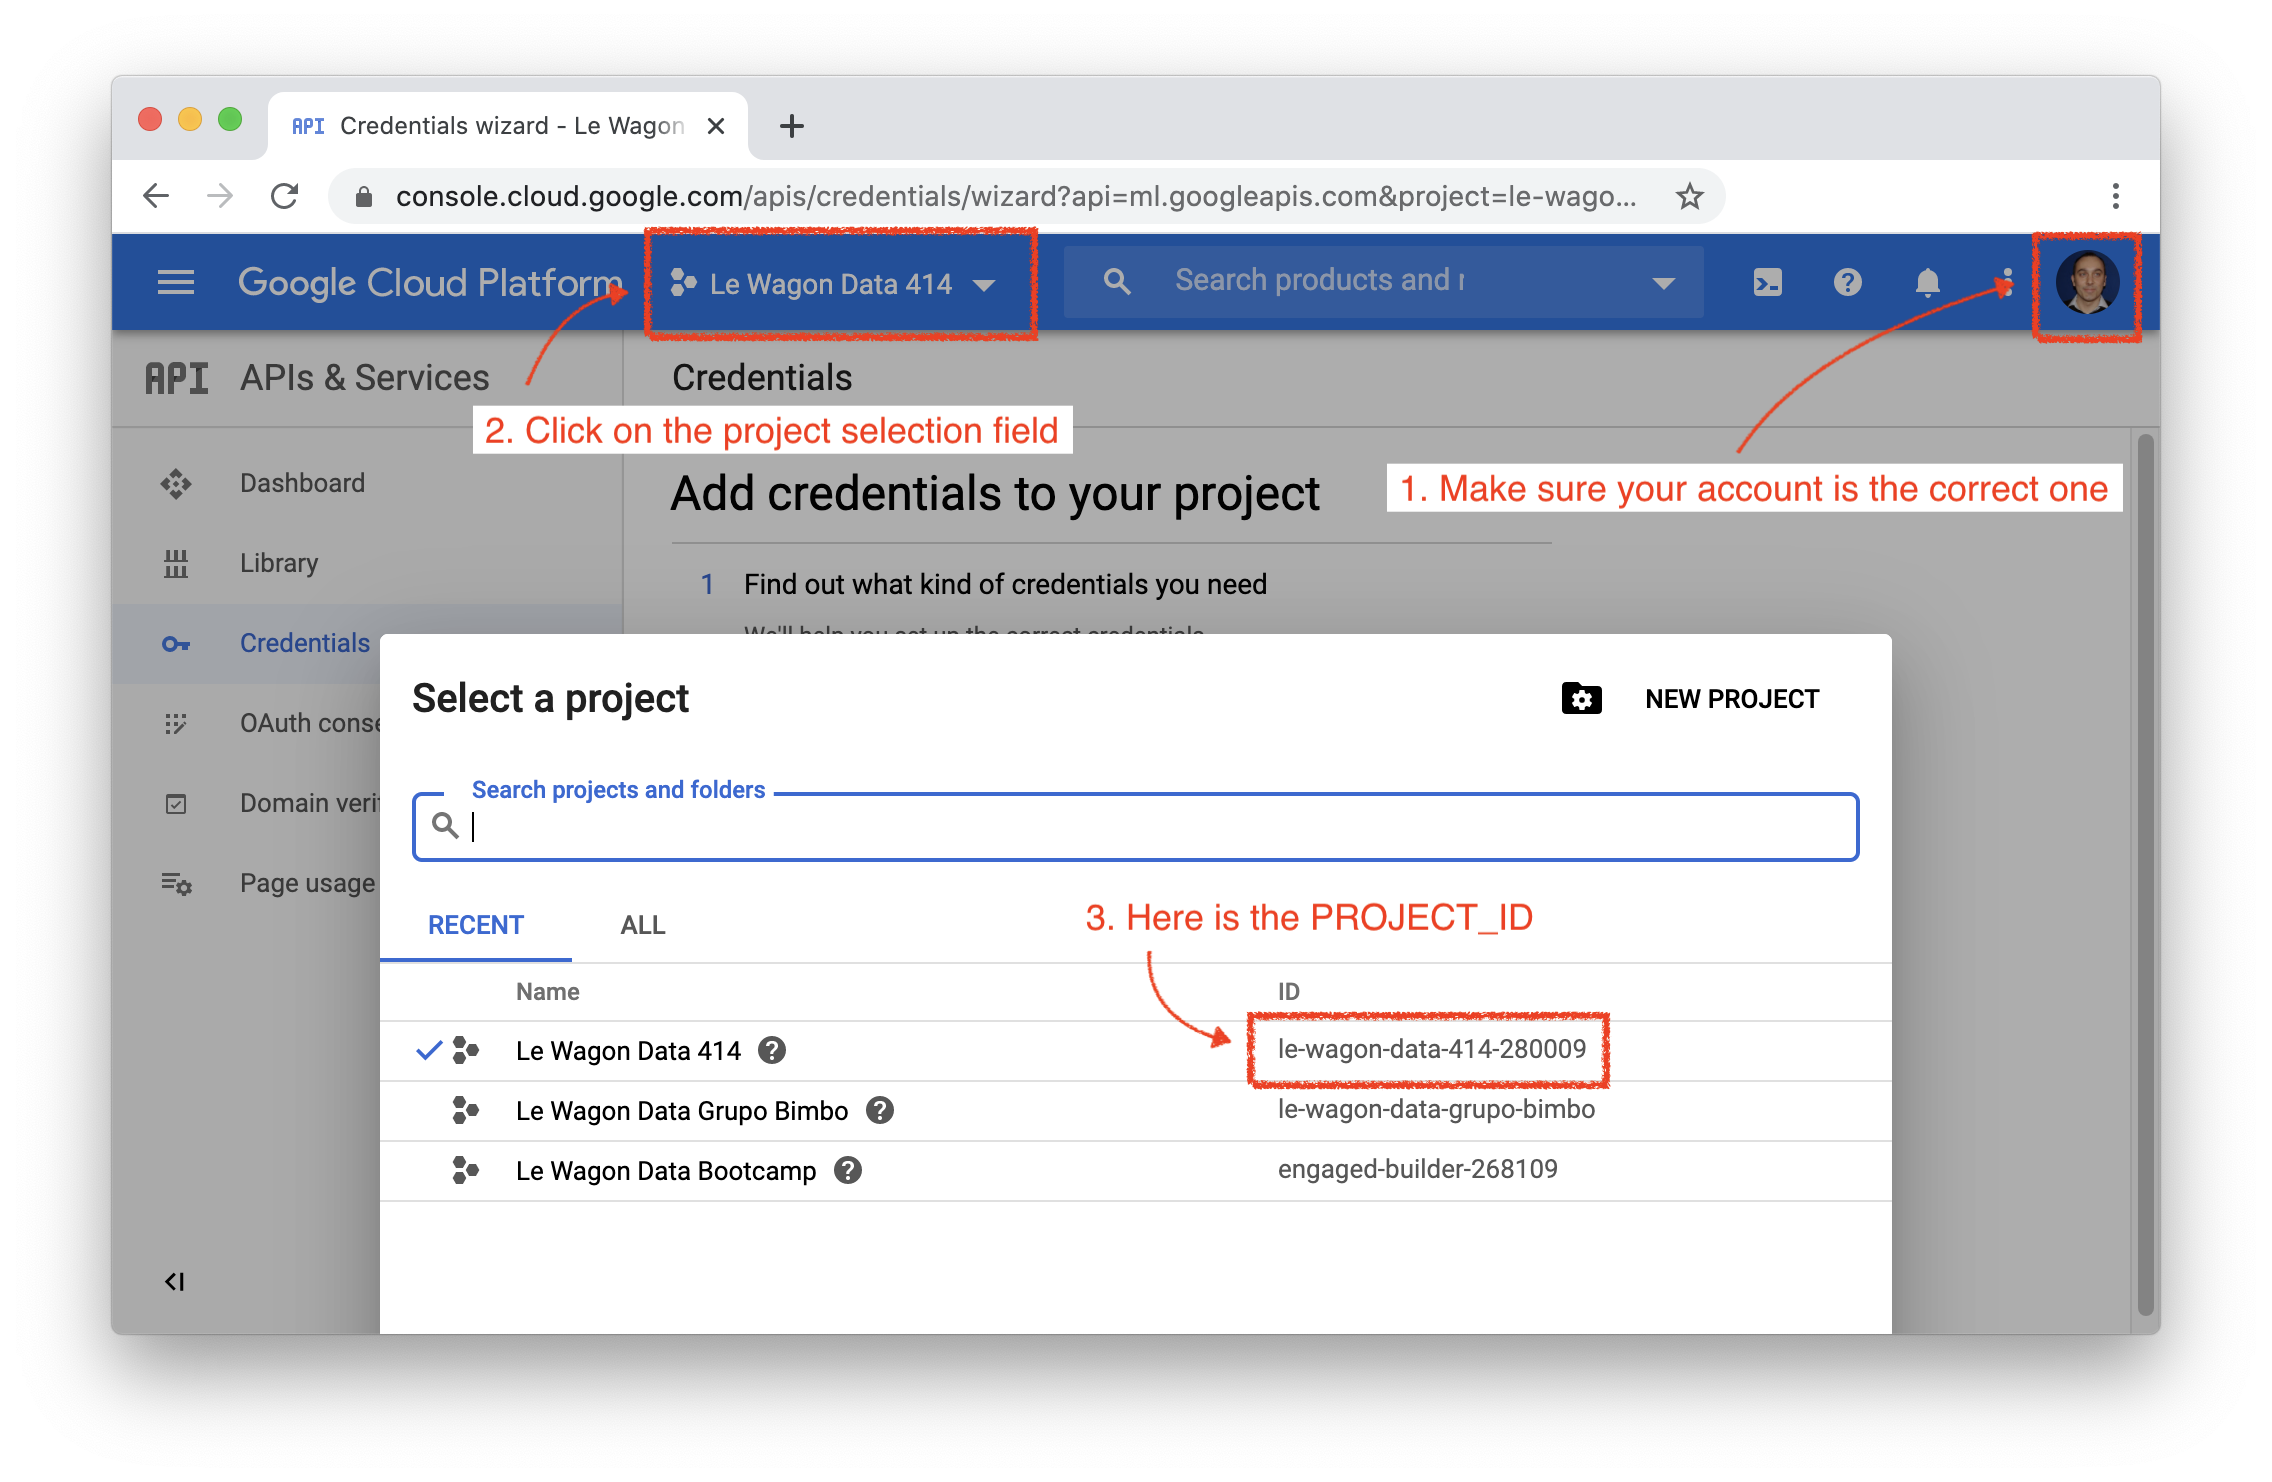 API Credentials wizard - Le Wagon
console.cloud.google.com/apis/credentials/wizard?api=ml.googleapis.com&project=le-wago...
Google Cloud Platform
Le Wagon Data 414
Search products and r
API APIs & Services
Credentials
2. Click on the project selection field
1. Make sure your account is the correct one
Dashboard
Library
Credentials
OAuth conse
Domain veri
Page usage
Add credentials to your project
1 Find out what kind of credentials you need
We'll help you set up the correct credentials
Select a project
NEW PROJECT
Search projects and folders
RECENT
ALL
3. Here is the PROJECT_ID
Name ID
Le Wagon Data 414 le-wagon-data-414-280009
Le Wagon Data Grupo Bimbo le-wagon-data-grupo-bimbo
Le Wagon Data Bootcamp engaged-builder-268109